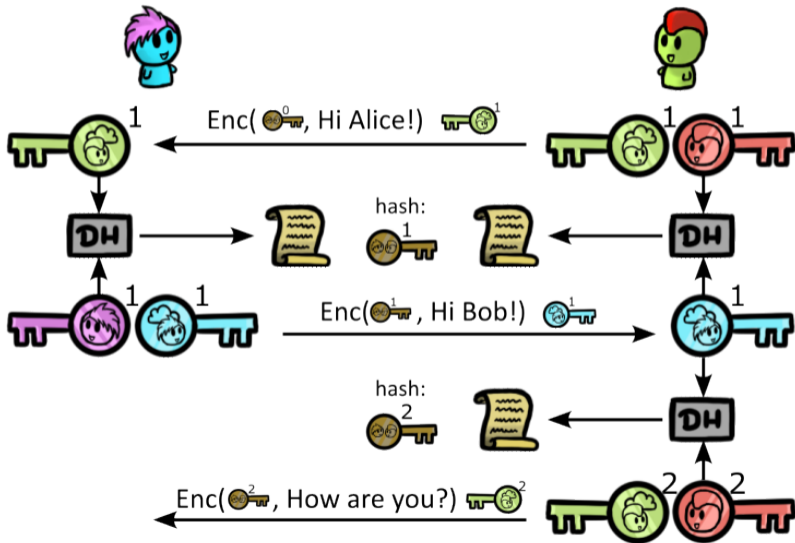 1
Enc( 0 , Hi Alice!) 1
1 1
hash:
1
DH
DH
1 1
Enc( 1 , Hi Bob!) 1
1
hash:
2
DH
Enc( 2 , How are you?) 2
2 2